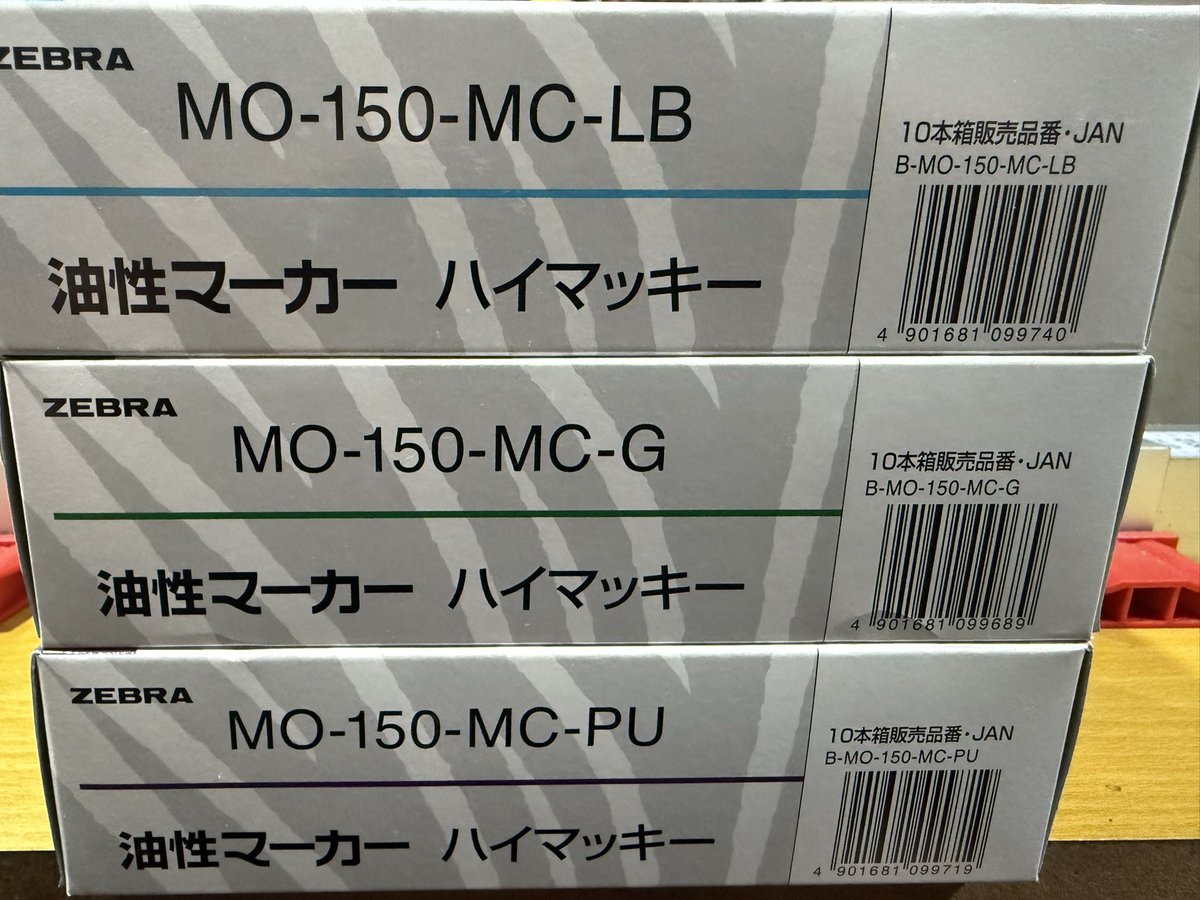 ZEBRA
MO-150-MC-LB
油性マーカー ハイマッキー
10本箱販売品番・JAN
B-MO-150-MC-LB
4 901681 099740
ZEBRA
MO-150-MC-G
油性マーカー ハイマッキー
10本箱販売品番・JAN
B-MO-150-MC-G
4 901681 099689
ZEBRA
MO-150-MC-PU
油性マーカー ハイマッキー
10本箱販売品番・JAN
B-MO-150-MC-PU
4 901681 099719